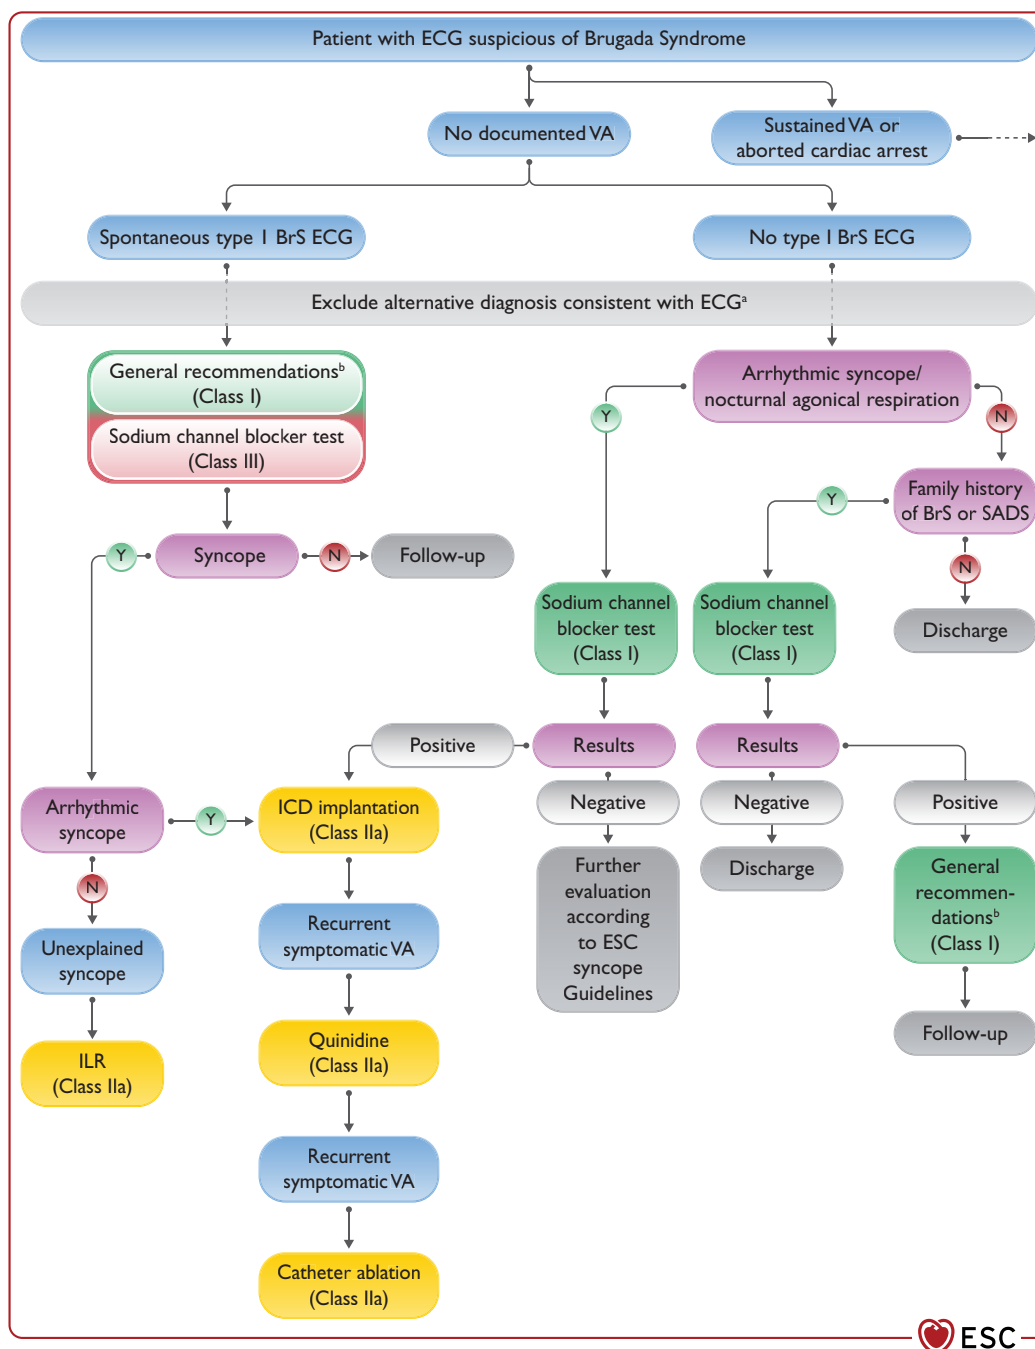 Patient with ECG suspicious of Brugada Syndrome
No documented VA
Sustained VA or
aborted cardiac arrest
Spontaneous type 1 BrS ECG
No type I BrS ECG
Exclude alternative diagnosis consistent with ECGᵃ
General recommendationsᵇ
(Class I)
Sodium channel blocker test
(Class III)
Arrhythmic syncope/
nocturnal agonical respiration
Y
N
Family history
of BrS or SADS
Y
N
Discharge
Y
Syncope
N
Follow-up
Sodium channel
blocker test
(Class I)
Sodium channel
blocker test
(Class I)
Positive
Results
Results
Negative
Negative
Positive
Arrhythmic
syncope
Y
ICD implantation
(Class IIa)
N
Further
evaluation
according
to ESC
syncope
Guidelines
Discharge
General
recommen-
dationsᵇ
(Class I)
Unexplained
syncope
Recurrent
symptomatic VA
Follow-up
ILR
(Class IIa)
Quinidine
(Class IIa)
Recurrent
symptomatic VA
Catheter ablation
(Class IIa)
ESC